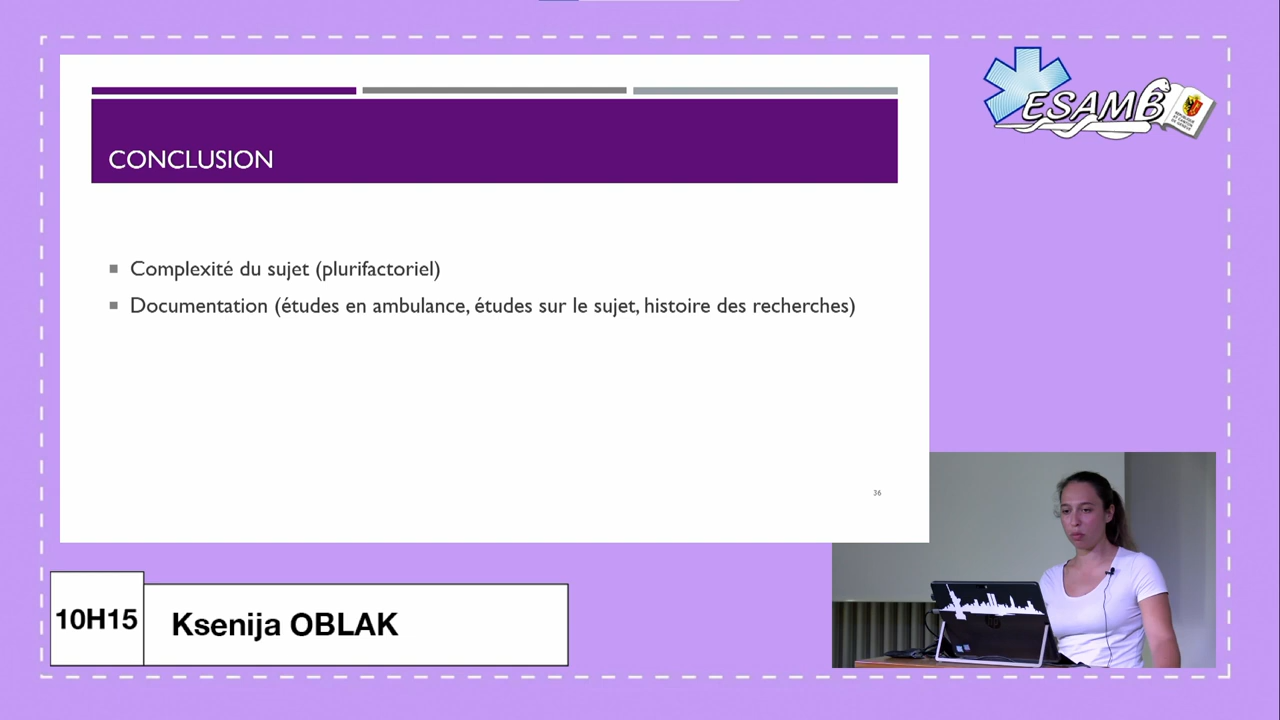 CONCLUSION
Complexité du sujet (plurifactoriel)
Documentation (études en ambulance, études sur le sujet, histoire des recherches)
36
ESAMB
10H15
Ksenija OBLAK